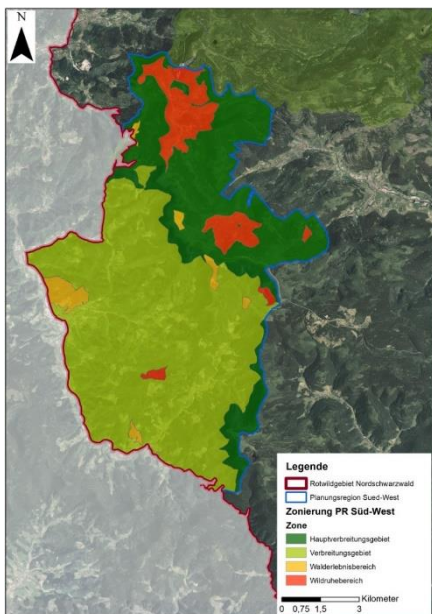 N
Legende
Rotwildgebiet Nordschwarzwald
Planungsregion Sued-West
Zonierung PR Süd-West
Zone
Hauptverbreitungsgebiet
Verbreitungsgebiet
Walderlebnisbereich
Wildruhebereich
Kilometer
0 0,75 1,5 3